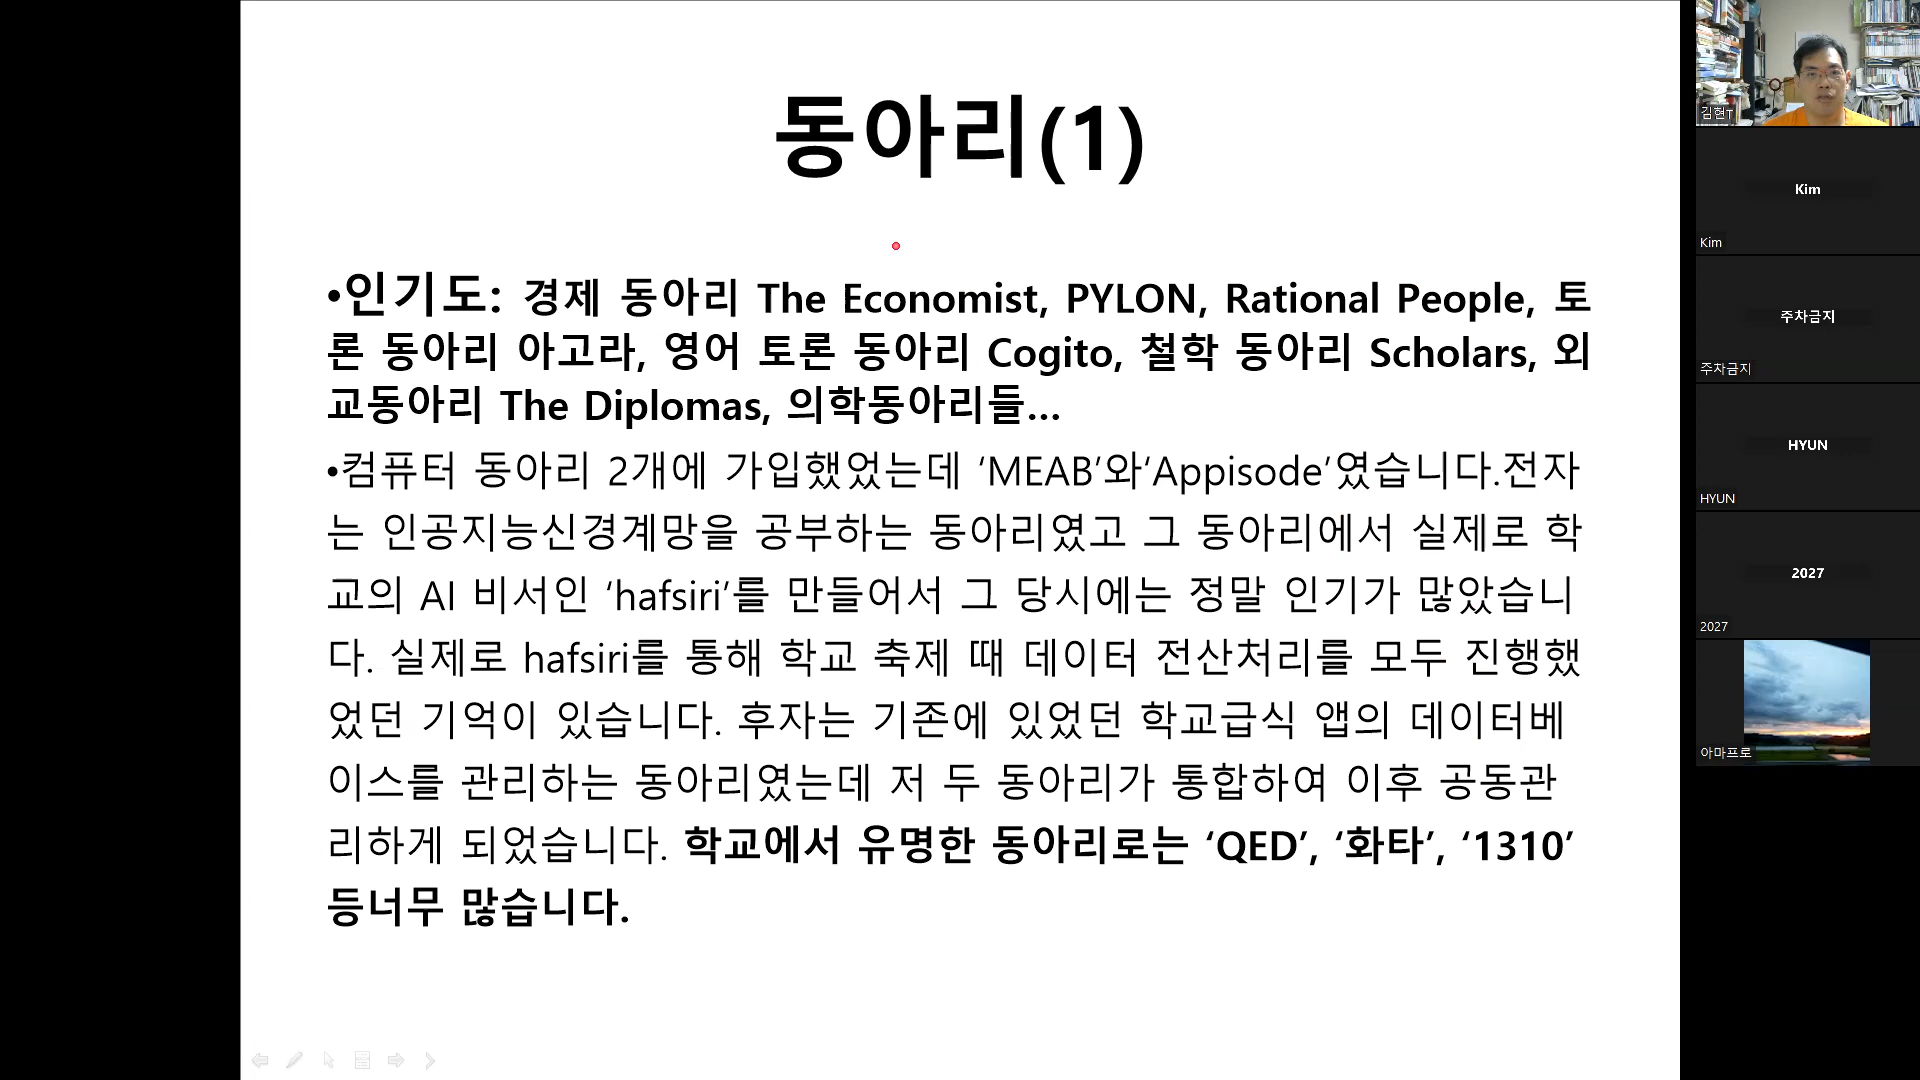 동아리(1)
•인기도: 경제 동아리 The Economist, PYLON, Rational People, 토
론 동아리 아고라, 영어 토론 동아리 Cogito, 철학 동아리 Scholars, 외
교동아리 The Diplomas, 의학동아리들...
•컴퓨터 동아리 2개에 가입했었는데 ‘MEAB’와‘Appisode’였습니다.전자
는 인공지능신경계망을 공부하는 동아리였고 그 동아리에서 실제로 학
교의 AI 비서인 ‘hafsiri’를 만들어서 그 당시에는 정말 인기가 많았습니
다. 실제로 hafsiri를 통해 학교 축제 때 데이터 전산처리를 모두 진행했
었던 기억이 있습니다. 후자는 기존에 있었던 학교급식 앱의 데이터베
이스를 관리하는 동아리였는데 저 두 동아리가 통합하여 이후 공동관
리하게 되었습니다. 학교에서 유명한 동아리로는 ‘QED’, ‘화타’, ‘1310’
등너무 많습니다.
김현T
Kim
Kim
주차금지
주차금지
HYUN
HYUN
2027
2027
아마프로